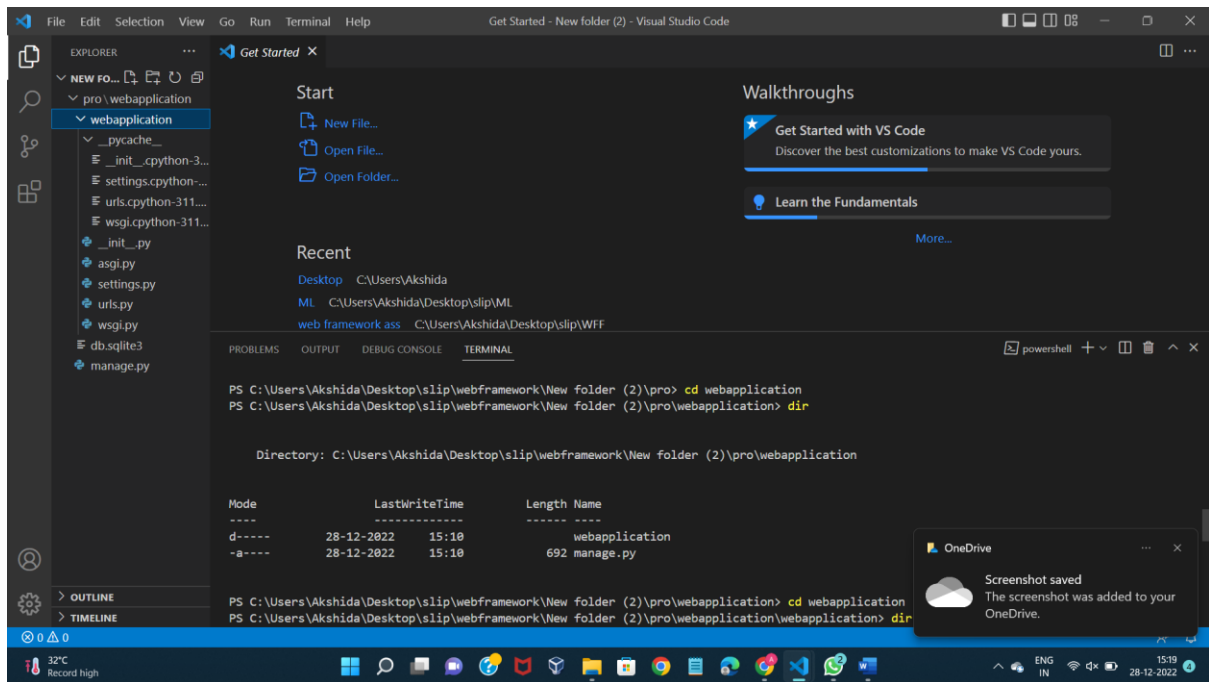 File Edit Selection View Go Run Terminal Help Get Started - New folder (2) - Visual Studio Code
EXPLORER
Get Started
NEW FO...
pro\webapplication
webapplication
__pycache__
__init__.cpython-3...
settings.cpython-...
urls.cpython-311....
wsgi.cpython-311...
__init__.py
asgi.py
settings.py
urls.py
wsgi.py
db.sqlite3
manage.py
OUTLINE
TIMELINE
Start
New File...
Open File...
Open Folder...
Recent
Desktop C:\Users\Akshida
ML C:\Users\Akshida\Desktop\slip\ML
web framework ass C:\Users\Akshida\Desktop\slip\WFF
Walkthroughs
Get Started with VS Code
Discover the best customizations to make VS Code yours.
Learn the Fundamentals
More...
PROBLEMS OUTPUT DEBUG CONSOLE TERMINAL
powershell
PS C:\Users\Akshida\Desktop\slip\webframework\New folder (2)\pro> cd webapplication
PS C:\Users\Akshida\Desktop\slip\webframework\New folder (2)\pro\webapplication> dir
Directory: C:\Users\Akshida\Desktop\slip\webframework\New folder (2)\pro\webapplication
Mode LastWriteTime Length Name
---- ------------- ------ ----
d----- 28-12-2022 15:10 webapplication
-a---- 28-12-2022 15:10 692 manage.py
PS C:\Users\Akshida\Desktop\slip\webframework\New folder (2)\pro\webapplication> cd webapplication
PS C:\Users\Akshida\Desktop\slip\webframework\New folder (2)\pro\webapplication\webapplication> dir
OneDrive
Screenshot saved
The screenshot was added to your
OneDrive.
0 0
32°C
Record high
ENG
IN
15:19
28-12-2022
4